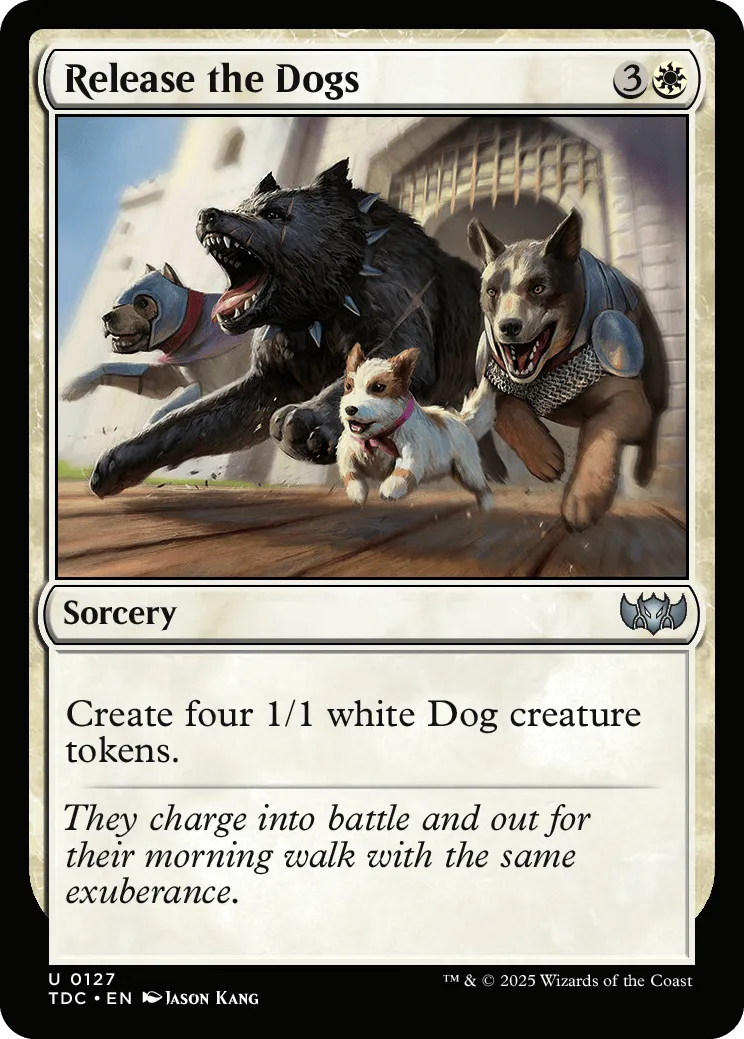 Release the Dogs 3
Sorcery
Create four 1/1 white Dog creature
tokens.
They charge into battle and out for
their morning walk with the same
exuberance.
U 0127
TDC • EN Jason Kang
™ & © 2025 Wizards of the Coast